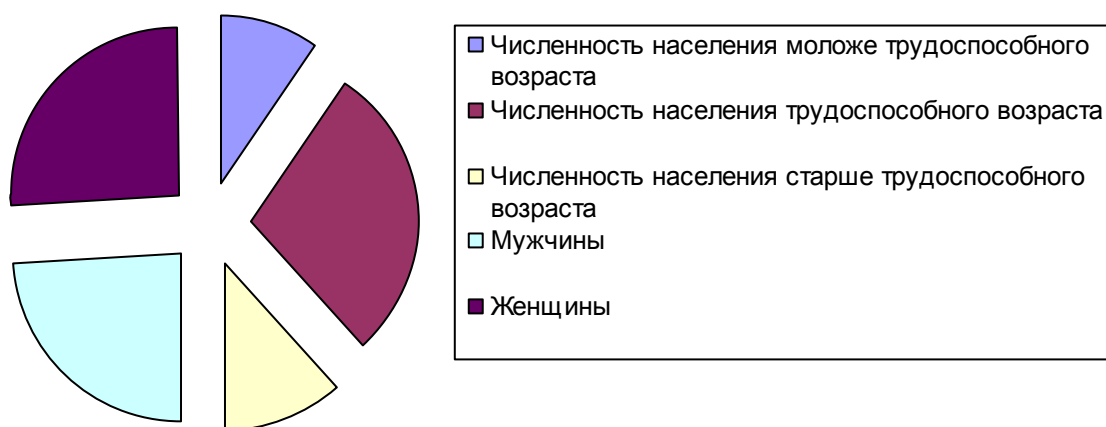 Численность населения моложе трудоспособного
возраста
Численность населения трудоспособного возраста
Численность населения старше трудоспособного
возраста
Мужчины
Женщины